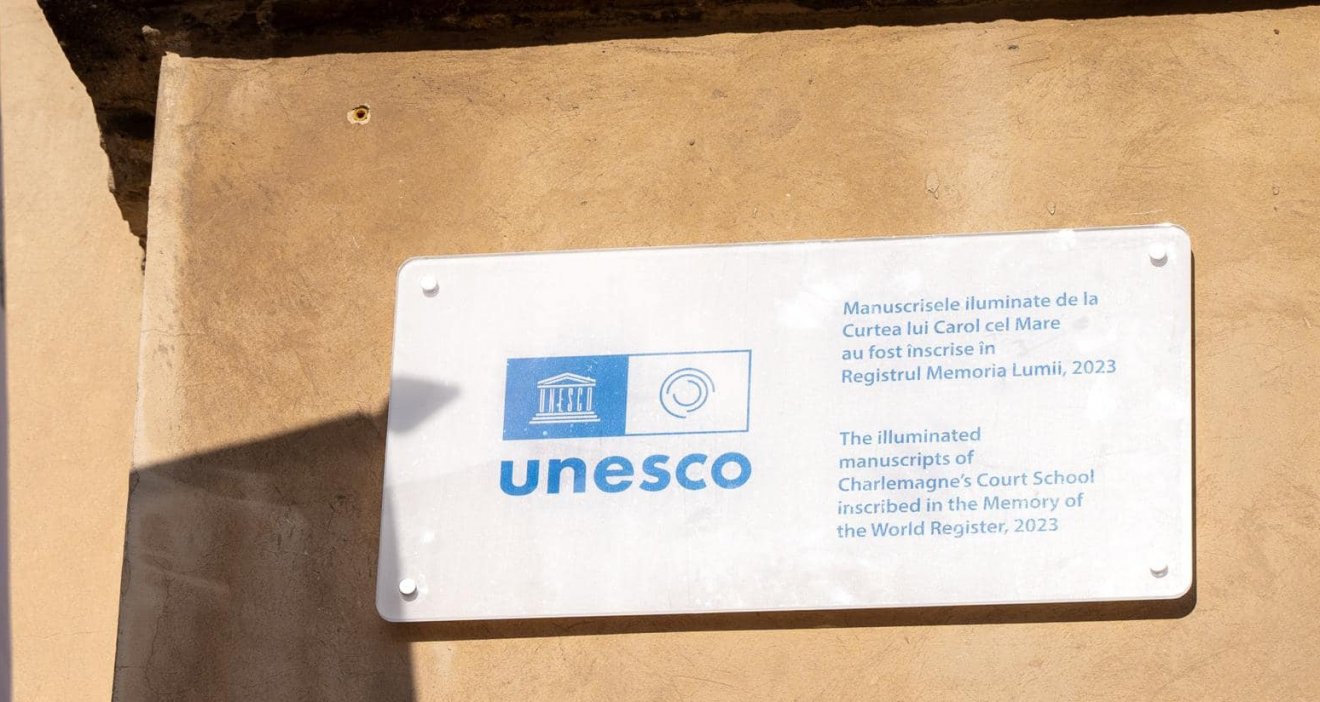 UNESCO
unesco
Manuscrisele iluminate de la
Curtea lui Carol cel Mare
au fost înscrise în
Registrul Memoria Lumii, 2023
The illuminated
manuscripts of
Charlemagne's Court School
inscribed in the Memory of
the World Register, 2023